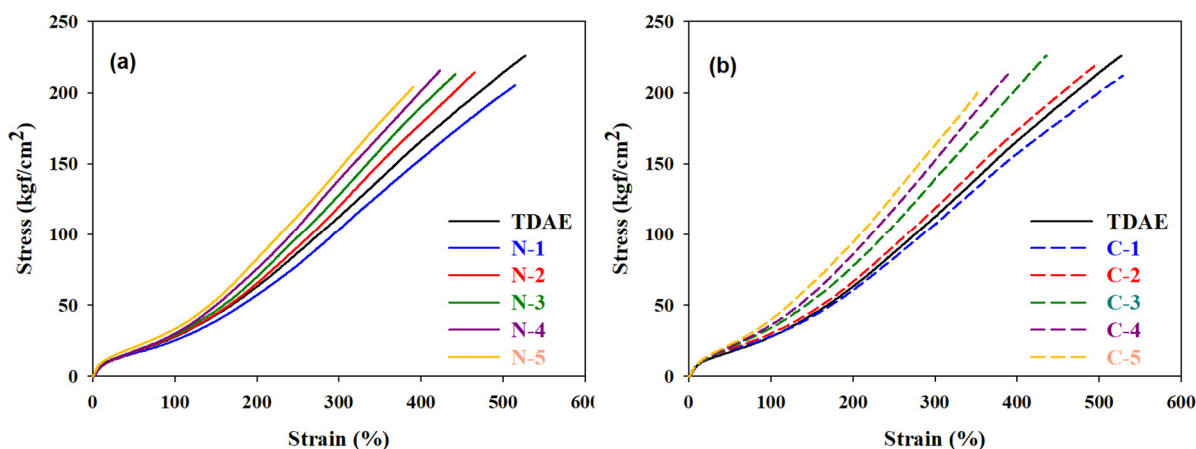 (a)
Stress (kgf/cm²)
250
200
150
100
50
0
TDAE
N-1
N-2
N-3
N-4
N-5
0 100 200 300 400 500 600
Strain (%)
(b)
Stress (kgf/cm²)
250
200
150
100
50
0
TDAE
C-1
C-2
C-3
C-4
C-5
0 100 200 300 400 500 600
Strain (%)